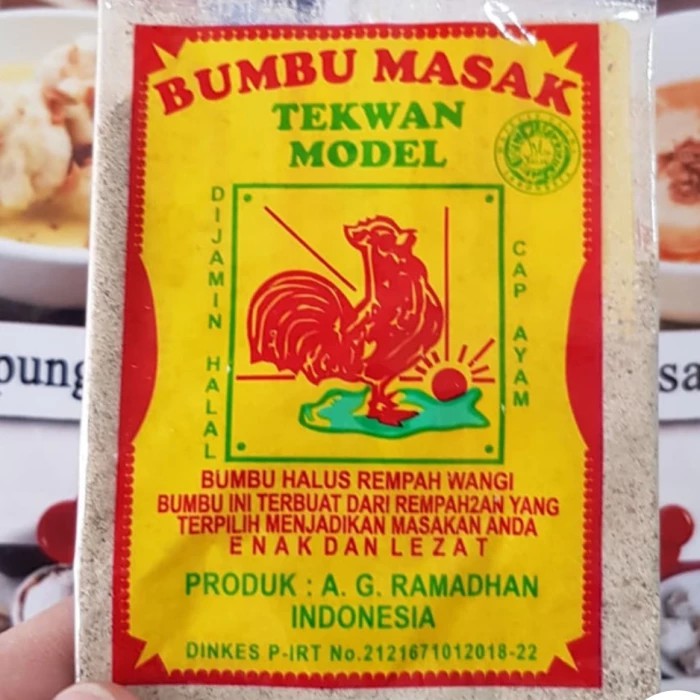 BUMBU MASAK
TEKWAN
MODEL
DIJAMIN HALAL
CAP AYAM
BUMBU HALUS REMPAH WANGI
BUMBU INI TERBUAT DARI REMPAH2AN YANG
TERPILIH MENJADIKAN MASAKAN ANDA
ENAK DAN LEZAT
PRODUK : A. G. RAMADHAN
INDONESIA
DINKES P-IRT No.2121671012018-22
pung
sa